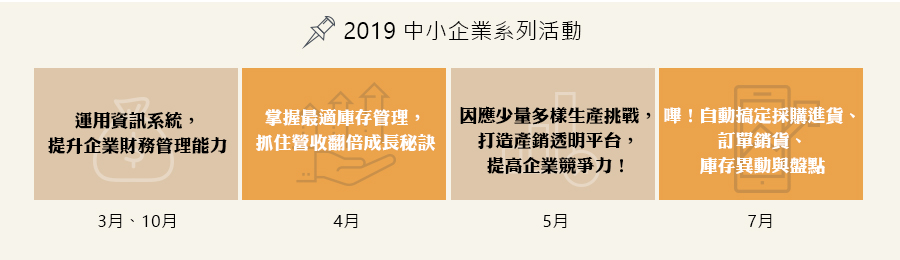 2019 中小企業系列活動
運用資訊系統，
提升企業財務管理能力
3月、10月
掌握最適庫存管理，
抓住營收翻倍成長秘訣
4月
因應少量多樣生產挑戰，
打造產銷透明平台，
提高企業競爭力！
5月
嗶！自動搞定採購進貨、
訂單銷貨、
庫存異動與盤點
7月